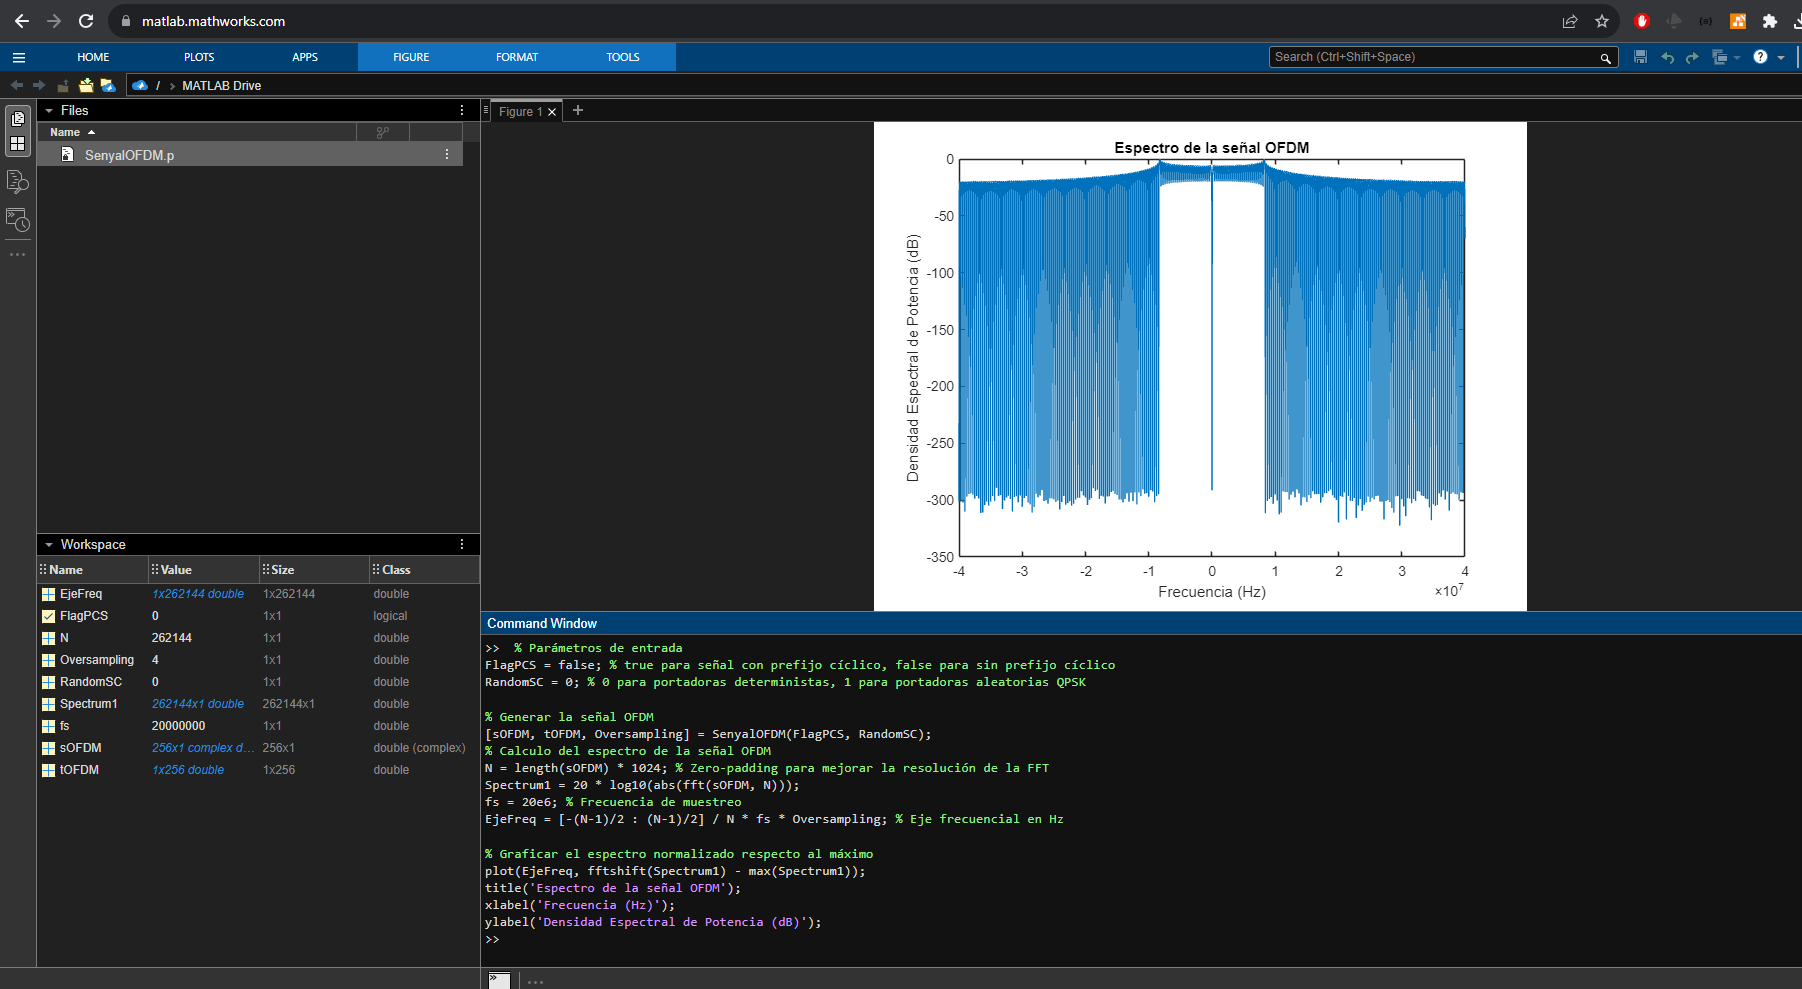 matlab.mathworks.com
HOME PLOTS APPS FIGURE FORMAT TOOLS Search (Ctrl+Shift+Space)
/ > MATLAB Drive
Files
Name
SenyalOFDM.p
Workspace
Name Value Size Class
EjeFreq 1x262144 double 1x262144 double
FlagPCS 0 1x1 logical
N 262144 1x1 double
Oversampling 4 1x1 double
RandomSC 0 1x1 double
Spectrum1 262144x1 double 262144x1 double
fs 20000000 1x1 double
sOFDM 256x1 complex d... 256x1 double (complex)
tOFDM 1x256 double 1x256 double
Figure 1
Espectro de la señal OFDM
Densidad Espectral de Potencia (dB)
0
-50
-100
-150
-200
-250
-300
-350
-4 -3 -2 -1 0 1 2 3 4
Frecuencia (Hz)
×10⁷
Command Window
>> % Parámetros de entrada
FlagPCS = false; % true para señal con prefijo cíclico, false para sin prefijo cíclico
RandomSC = 0; % 0 para portadoras deterministas, 1 para portadoras aleatorias QPSK
% Generar la señal OFDM
[sOFDM, tOFDM, Oversampling] = SenyalOFDM(FlagPCS, RandomSC);
% Calculo del espectro de la señal OFDM
N = length(sOFDM) * 1024; % Zero-padding para mejorar la resolución de la FFT
Spectrum1 = 20 * log10(abs(fft(sOFDM, N)));
fs = 20e6; % Frecuencia de muestreo
EjeFreq = [-(N-1)/2 : (N-1)/2] / N * fs * Oversampling; % Eje frecuencial en Hz
% Graficar el espectro normalizado respecto al máximo
plot(EjeFreq, fftshift(Spectrum1) - max(Spectrum1));
title('Espectro de la señal OFDM');
xlabel('Frecuencia (Hz)');
ylabel('Densidad Espectral de Potencia (dB)');
>>